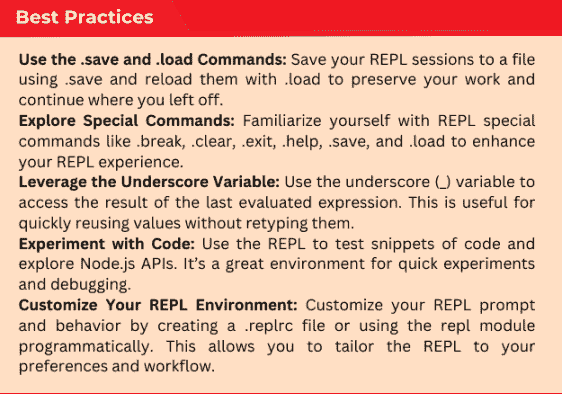 Best Practices
Use the .save and .load Commands: Save your REPL sessions to a file
using .save and reload them with .load to preserve your work and
continue where you left off.
Explore Special Commands: Familiarize yourself with REPL special
commands like .break, .clear, .exit, .help, .save, and .load to enhance
your REPL experience.
Leverage the Underscore Variable: Use the underscore (_) variable to
access the result of the last evaluated expression. This is useful for
quickly reusing values without retyping them.
Experiment with Code: Use the REPL to test snippets of code and
explore Node.js APIs. It's a great environment for quick experiments
and debugging.
Customize Your REPL Environment: Customize your REPL prompt
and behavior by creating a .replrc file or using the repl module
programmatically. This allows you to tailor the REPL to your
preferences and workflow.